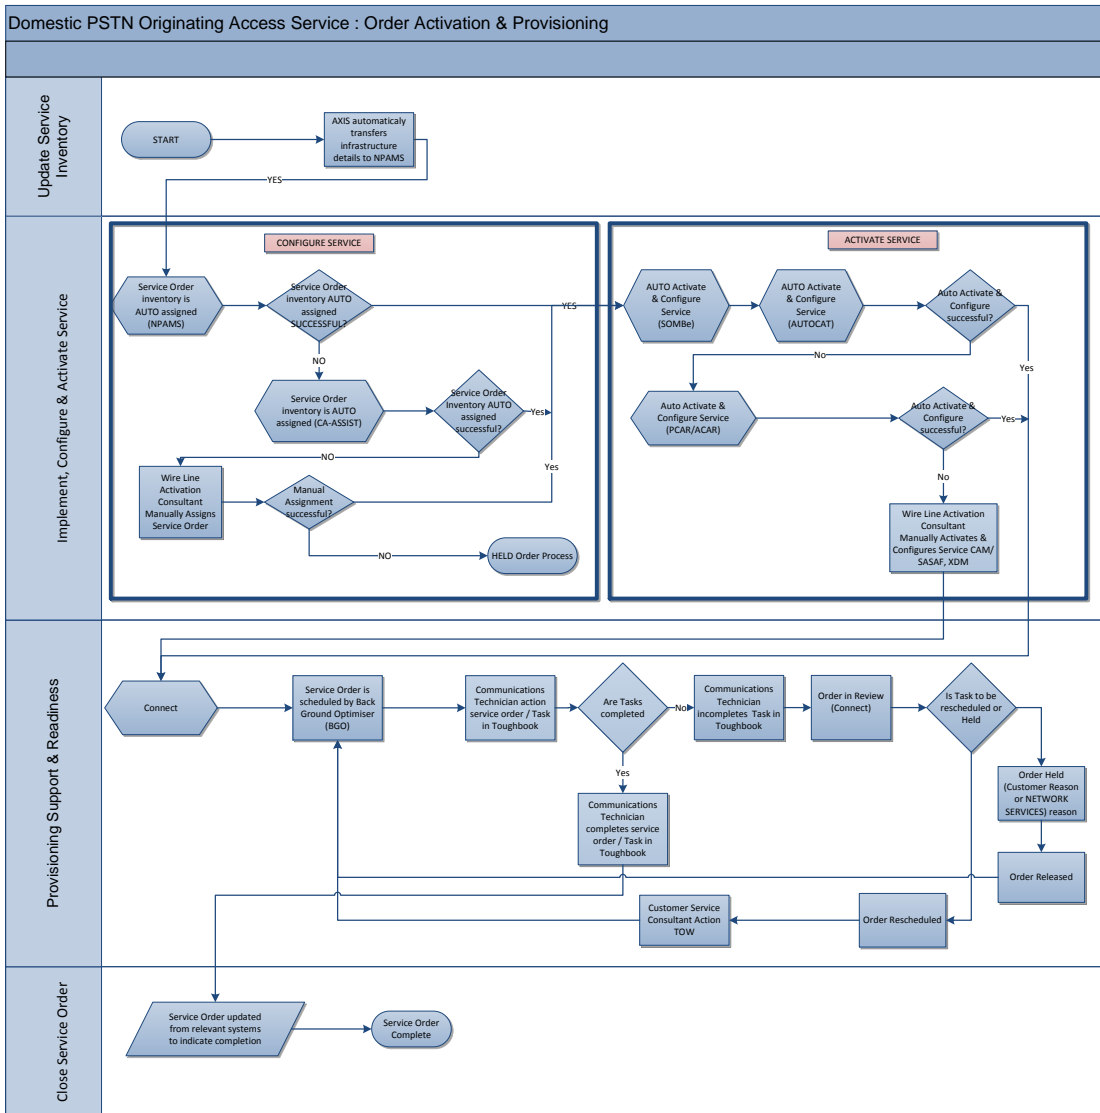 Domestic PSTN Originating Access Service : Order Activation & Provisioning
Update Service
Inventory
START
AXIS automaticaly
transfers
infrastructure
details to NPAMS
YES
Implement, Configure & Activate Service
CONFIGURE SERVICE
Service Order
inventory is
AUTO assigned
(NPAMS)
Service Order
inventory AUTO
assigned
SUCCESSFUL?
YES
NO
Service Order
inventory is AUTO
assigned (CA-ASSIST)
Service Order
Inventory AUTO
assigned
successful?
Yes
NO
Wire Line
Activation
Consultant
Manually Assigns
Service Order
Manual
Assignment
successful?
Yes
NO
HELD Order Process
ACTIVATE SERVICE
AUTO Activate
& Configure
Service
(SOMBe)
AUTO Activate
& Configure
Service
(AUTOCAT)
Auto Activate &
Configure
successful?
No
Yes
Auto Activate &
Configure Service
(PCAR/ACAR)
Auto Activate &
Configure
successful?
Yes
No
Wire Line Activation
Consultant
Manually Activates &
Configures Service CAM/
SASAF, XDM
Provisioning Support & Readiness
Connect
Service Order is
scheduled by Back
Ground Optimiser
(BGO)
Communications
Technician action
service order / Task
in Toughbook
Are Tasks
completed
No
Communications
Technician
incompletes Task in
Toughbook
Order in Review
(Connect)
Is Task to be
rescheduled or
Held
Yes
Communications
Technician
completes service
order / Task in
Toughbook
Order Held
(Customer Reason
or NETWORK
SERVICES) reason
Order Released
Customer Service
Consultant Action
TOW
Order Rescheduled
Close Service Order
Service Order updated
from relevant systems
to indicate completion
Service Order
Complete